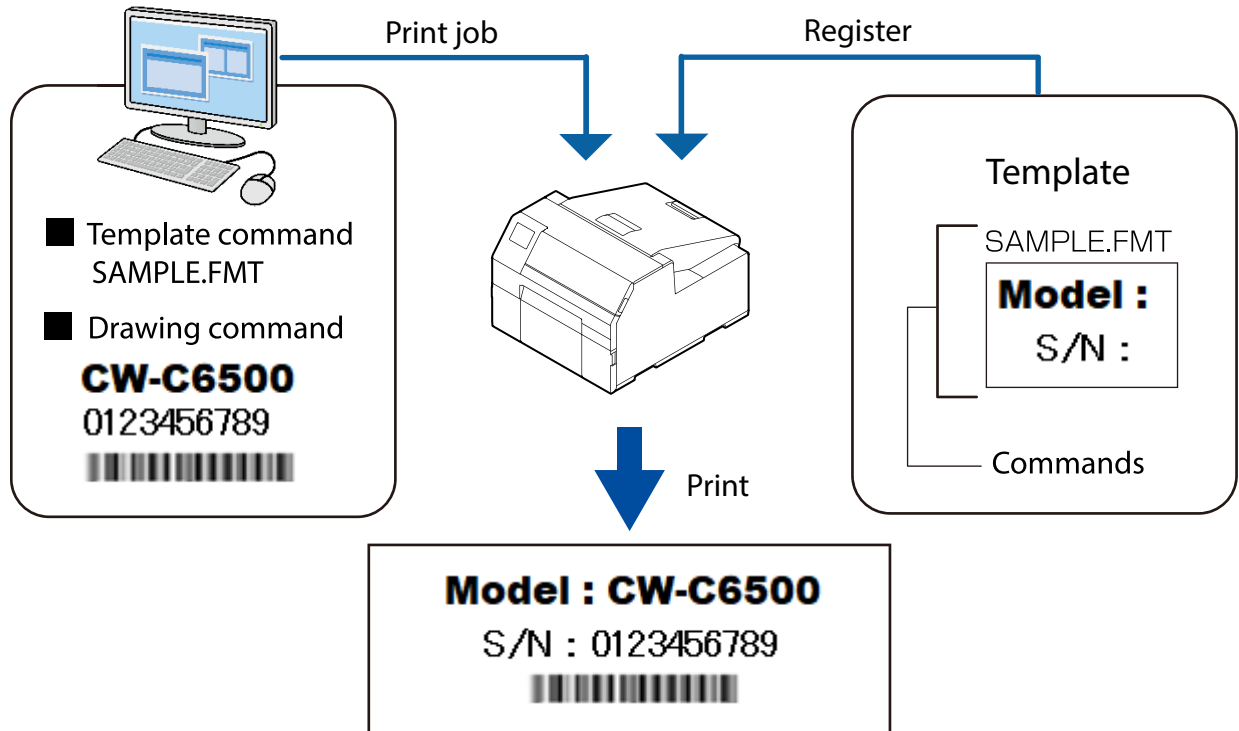 Print job
Register
Template command
SAMPLE.FMT
Drawing command
CW-C6500
0123456789
Template
SAMPLE.FMT
Model :
S/N :
Commands
Print
Model : CW-C6500
S/N : 0123456789